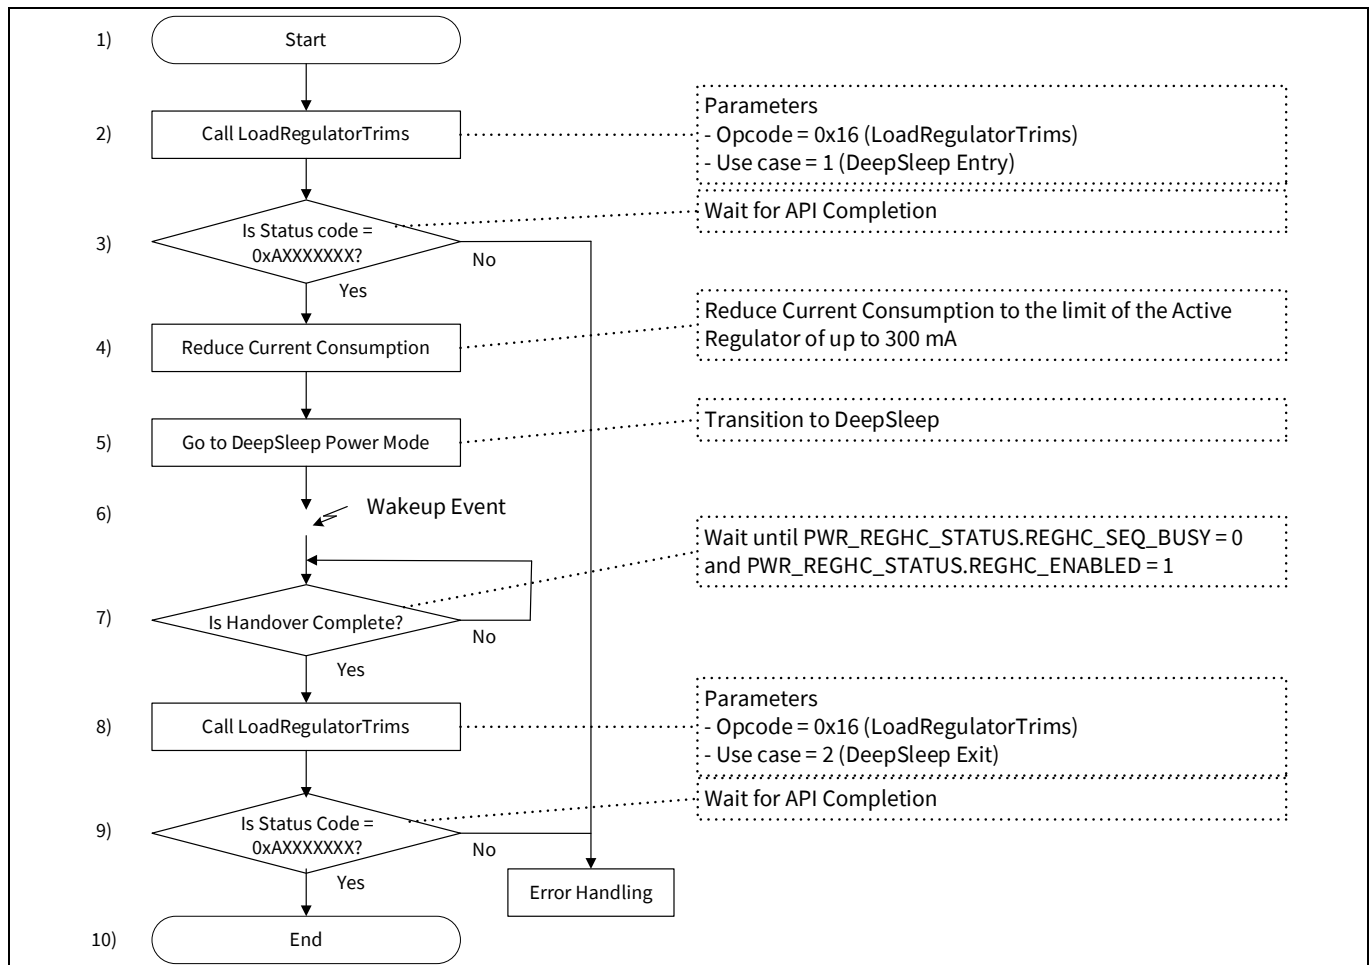 1)
Start
2)
Call LoadRegulatorTrims
Parameters
- Opcode = 0x16 (LoadRegulatorTrims)
- Use case = 1 (DeepSleep Entry)
Wait for API Completion
3)
Is Status code =
0xAXXXXXXX?
No
Yes
4)
Reduce Current Consumption
Reduce Current Consumption to the limit of the Active
Regulator of up to 300 mA
5)
Go to DeepSleep Power Mode
Transition to DeepSleep
6)
Wakeup Event
Wait until PWR_REGHC_STATUS.REGHC_SEQ_BUSY = 0
and PWR_REGHC_STATUS.REGHC_ENABLED = 1
7)
Is Handover Complete?
No
Yes
8)
Call LoadRegulatorTrims
Parameters
- Opcode = 0x16 (LoadRegulatorTrims)
- Use case = 2 (DeepSleep Exit)
Wait for API Completion
9)
Is Status Code =
0xAXXXXXXX?
No
Yes
Error Handling
10)
End